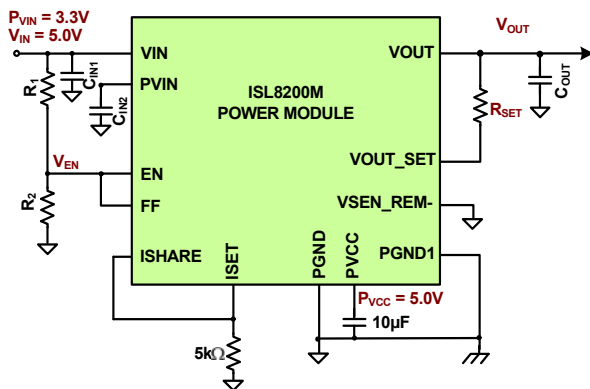 PVIN = 3.3V
VIN = 5.0V
VOUT
VIN
VOUT
R1
CIN1
PVIN
ISL8200M
POWER MODULE
COUT
CIN2
RSET
VEN
VOUT_SET
EN
FF
VSEN_REM-
R2
ISHARE
ISET
PGND
PVCC
PGND1
PVCC = 5.0V
10µF
5kΩ